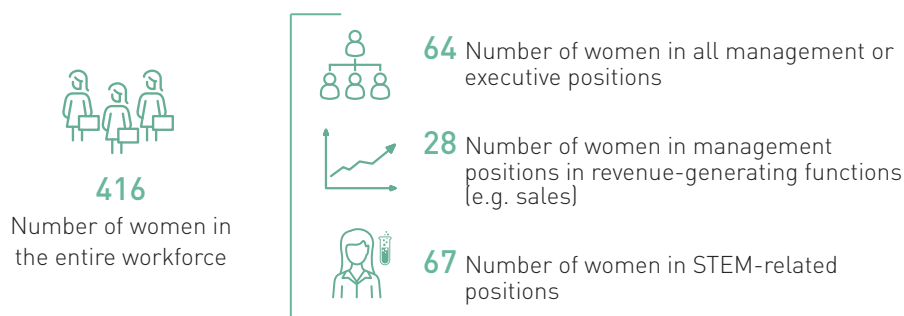 416
Number of women in
the entire workforce
64 Number of women in all management or
executive positions
28 Number of women in management
positions in revenue-generating functions
(e.g. sales)
67 Number of women in STEM-related
positions